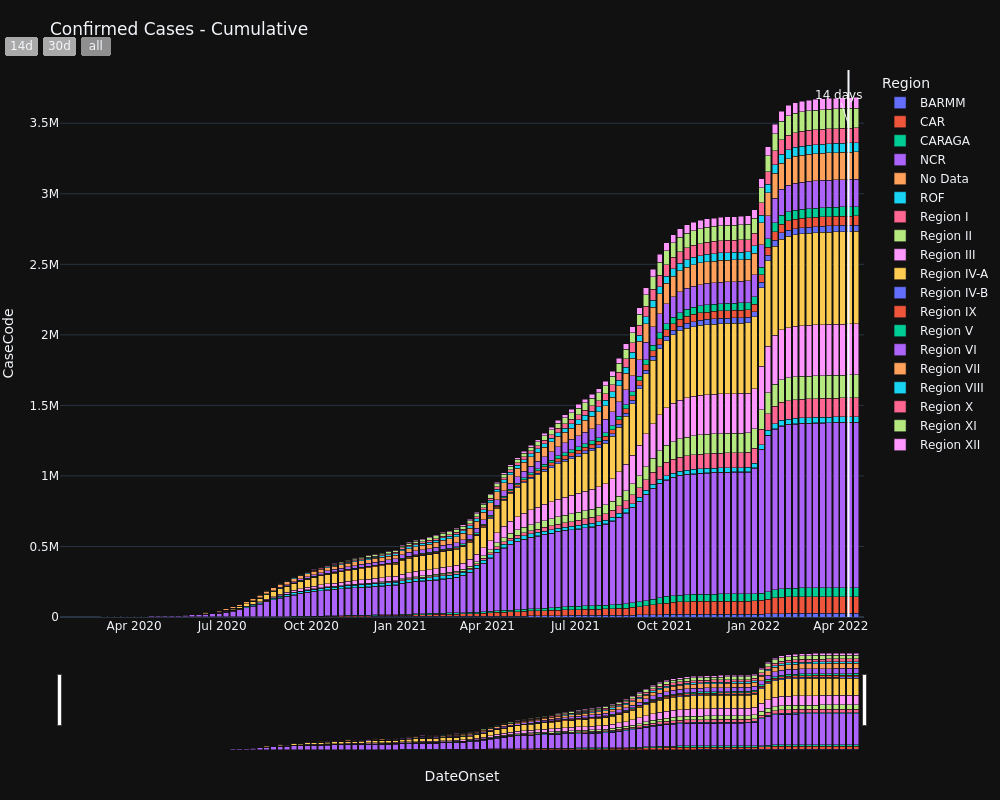 Confirmed Cases - Cumulative
14d 30d all
14 days
Region
BARMM
CAR
CARAGA
NCR
No Data
ROF
Region I
Region II
Region III
Region IV-A
Region IV-B
Region IX
Region V
Region VI
Region VII
Region VIII
Region X
Region XI
Region XII
CaseCode
3.5M
3M
2.5M
2M
1.5M
1M
0.5M
0
Apr 2020 Jul 2020 Oct 2020 Jan 2021 Apr 2021 Jul 2021 Oct 2021 Jan 2022 Apr 2022
DateOnset